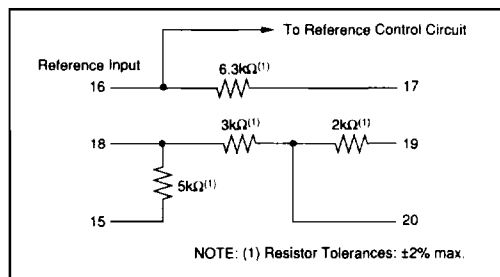 To Reference Control Circuit
Reference Input
6.3kΩ(1)
16 17
3kΩ(1) 2kΩ(1)
18 19
5kΩ(1)
15 20
NOTE: (1) Resistor Tolerances: ±2% max.